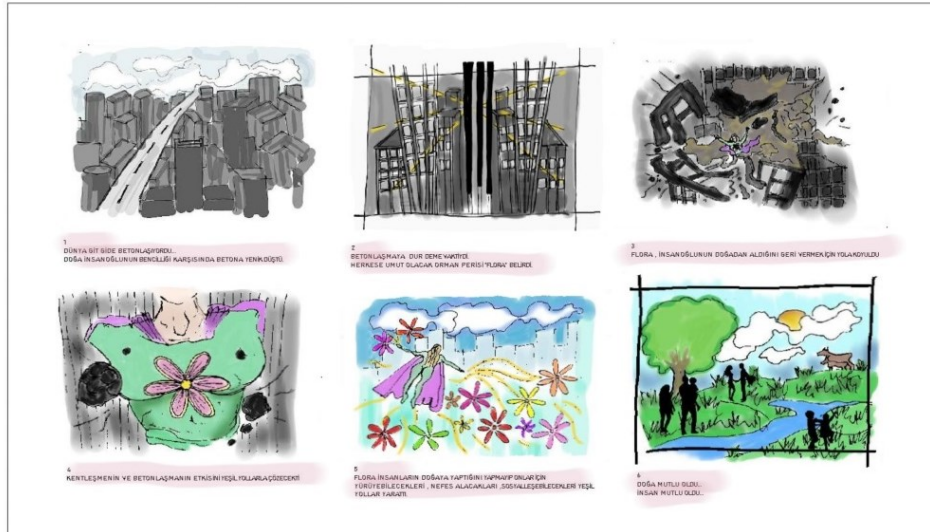 1
DÜNYA GİT GİDE BETONLAŞIYORDU...
DOĞA İNSANOĞLUNUN BENCİLLİĞİ KARŞISINDA BETONA YENİK DÜŞTÜ.
2
BETONLAŞMAYA DUR DEME VAKTİYDİ.
HERKESE UMUT OLACAK ORMAN PERİSİ "FLORA" BELİRDİ.
3
FLORA , İNSANOĞLUNUN DOĞADAN ALDIĞINI GERİ VERMEK İÇİN YOLA KOYULDU
4
KENTLEŞMENİN VE BETONLAŞMANIN ETKİSİNİ YEŞİL YOLLARLA ÇÖZECEKTİ
5
FLORA İNSANLARIN DOĞAYA YAPTIĞINI YAPMAYIP ONLAR İÇİN
YÜRÜYEBİLECEKLERİ , NEFES ALACAKLARI ,SOSYALLEŞEBİLECEKLERİ YEŞİL
YOLLAR YARATTI.
6
DOĞA MUTLU OLDU...
İNSAN MUTLU OLDU...